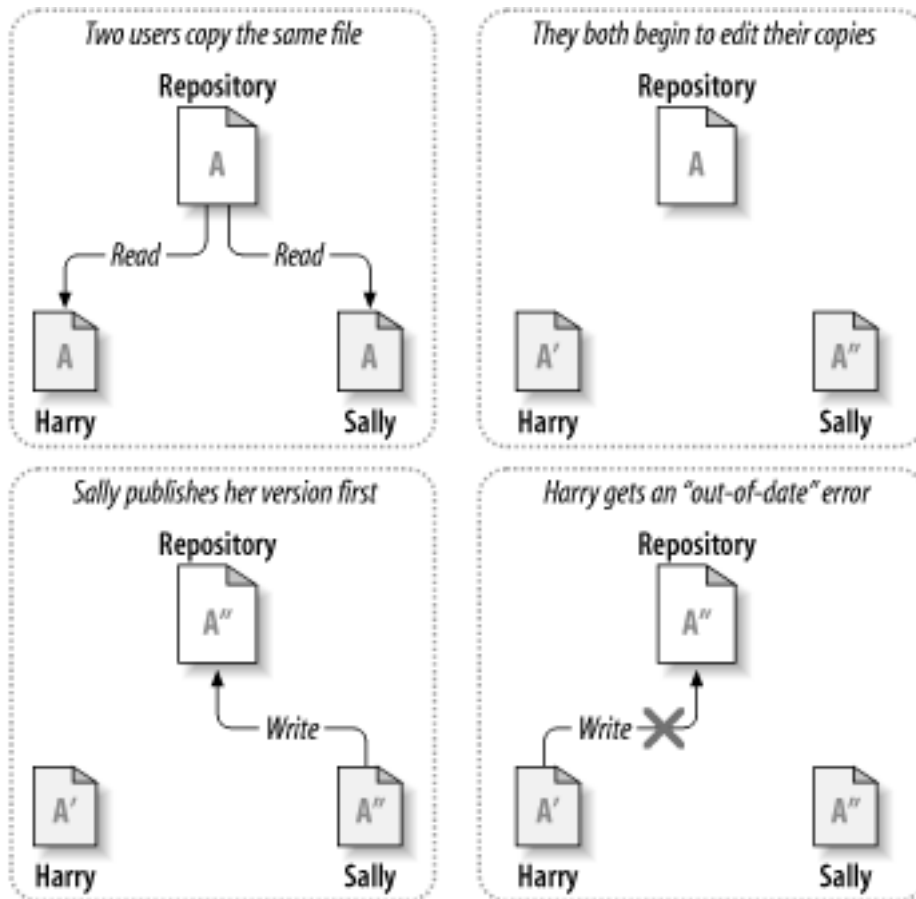 Two users copy the same file
Repository
A
Read
Read
A
A
Harry
Sally
They both begin to edit their copies
Repository
A
A′
A″
Harry
Sally
Sally publishes her version first
Repository
A″
Write
A′
A″
Harry
Sally
Harry gets an “out-of-date” error
Repository
A″
Write
A′
A″
Harry
Sally